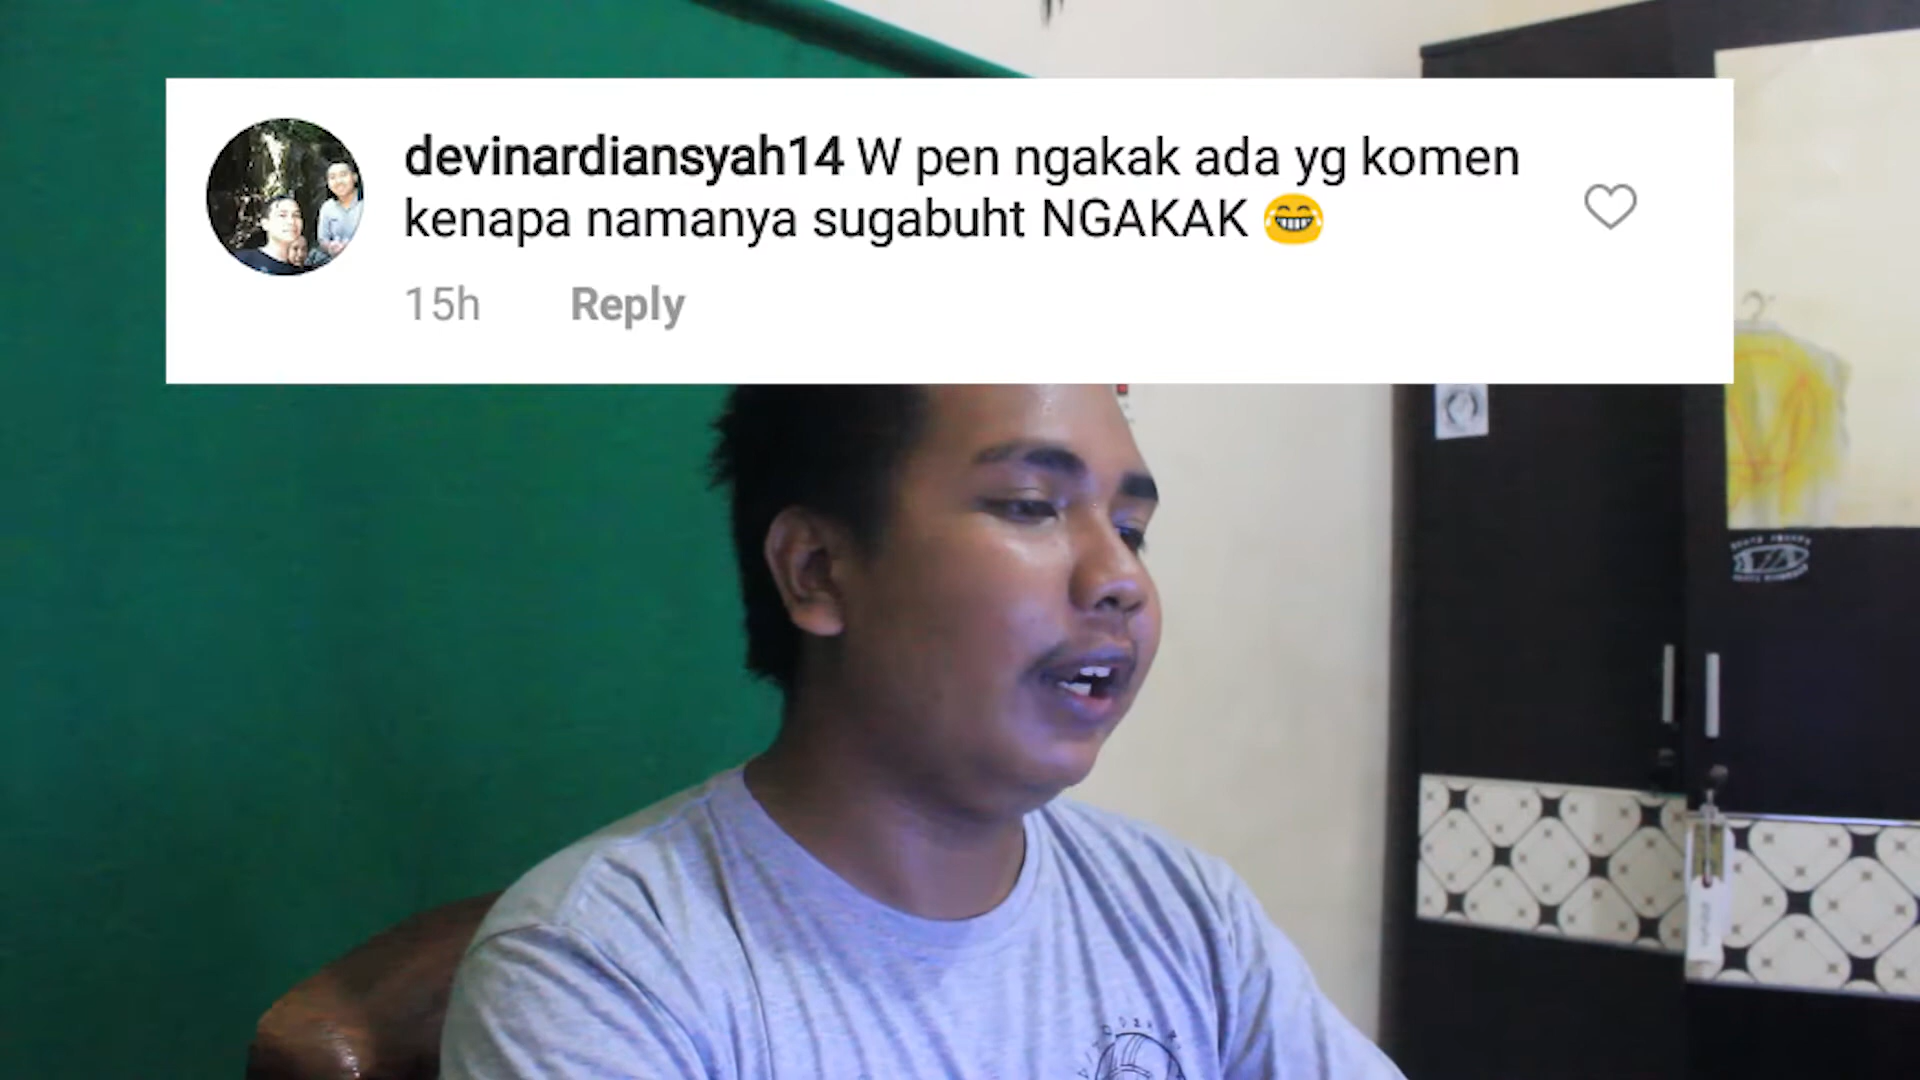 devinardiansyah14 W pen ngakak ada yg komen
kenapa namanya sugabuht NGAKAK 😂
15h Reply